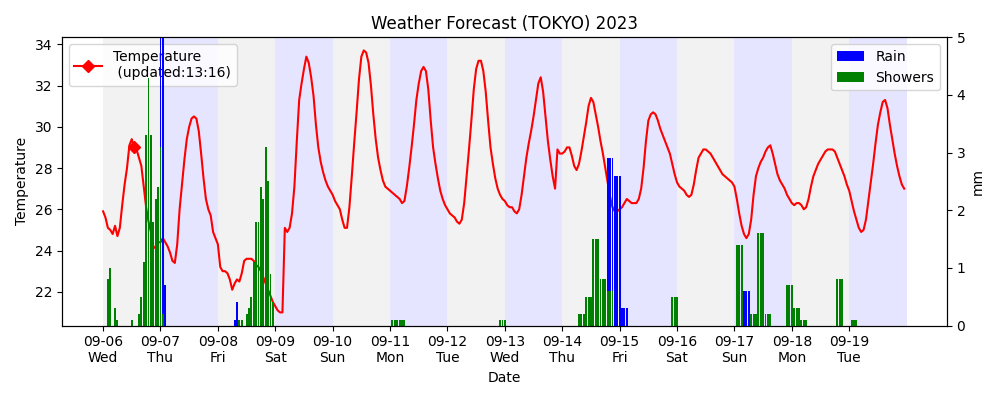 Weather Forecast (TOKYO) 2023
Temperature
(updated:13:16)
Rain
Showers
Temperature
34
32
30
28
26
24
22
5
4
3
2
1
0
mm
09-06 09-07 09-08 09-09 09-10 09-11 09-12 09-13 09-14 09-15 09-16 09-17 09-18 09-19
Wed Thu Fri Sat Sun Mon Tue Wed Thu Fri Sat Sun Mon Tue
Date